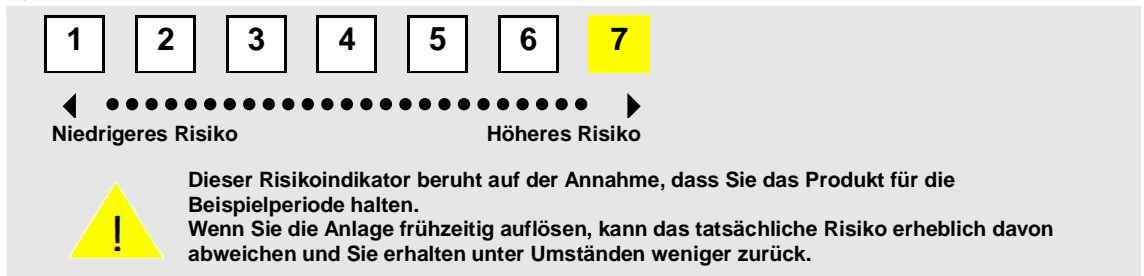 1 2 3 4 5 6 7
Niedrigeres Risiko Höheres Risiko
Dieser Risikoindikator beruht auf der Annahme, dass Sie das Produkt für die
Beispielperiode halten.
!
Wenn Sie die Anlage frühzeitig auflösen, kann das tatsächliche Risiko erheblich davon
abweichen und Sie erhalten unter Umständen weniger zurück.